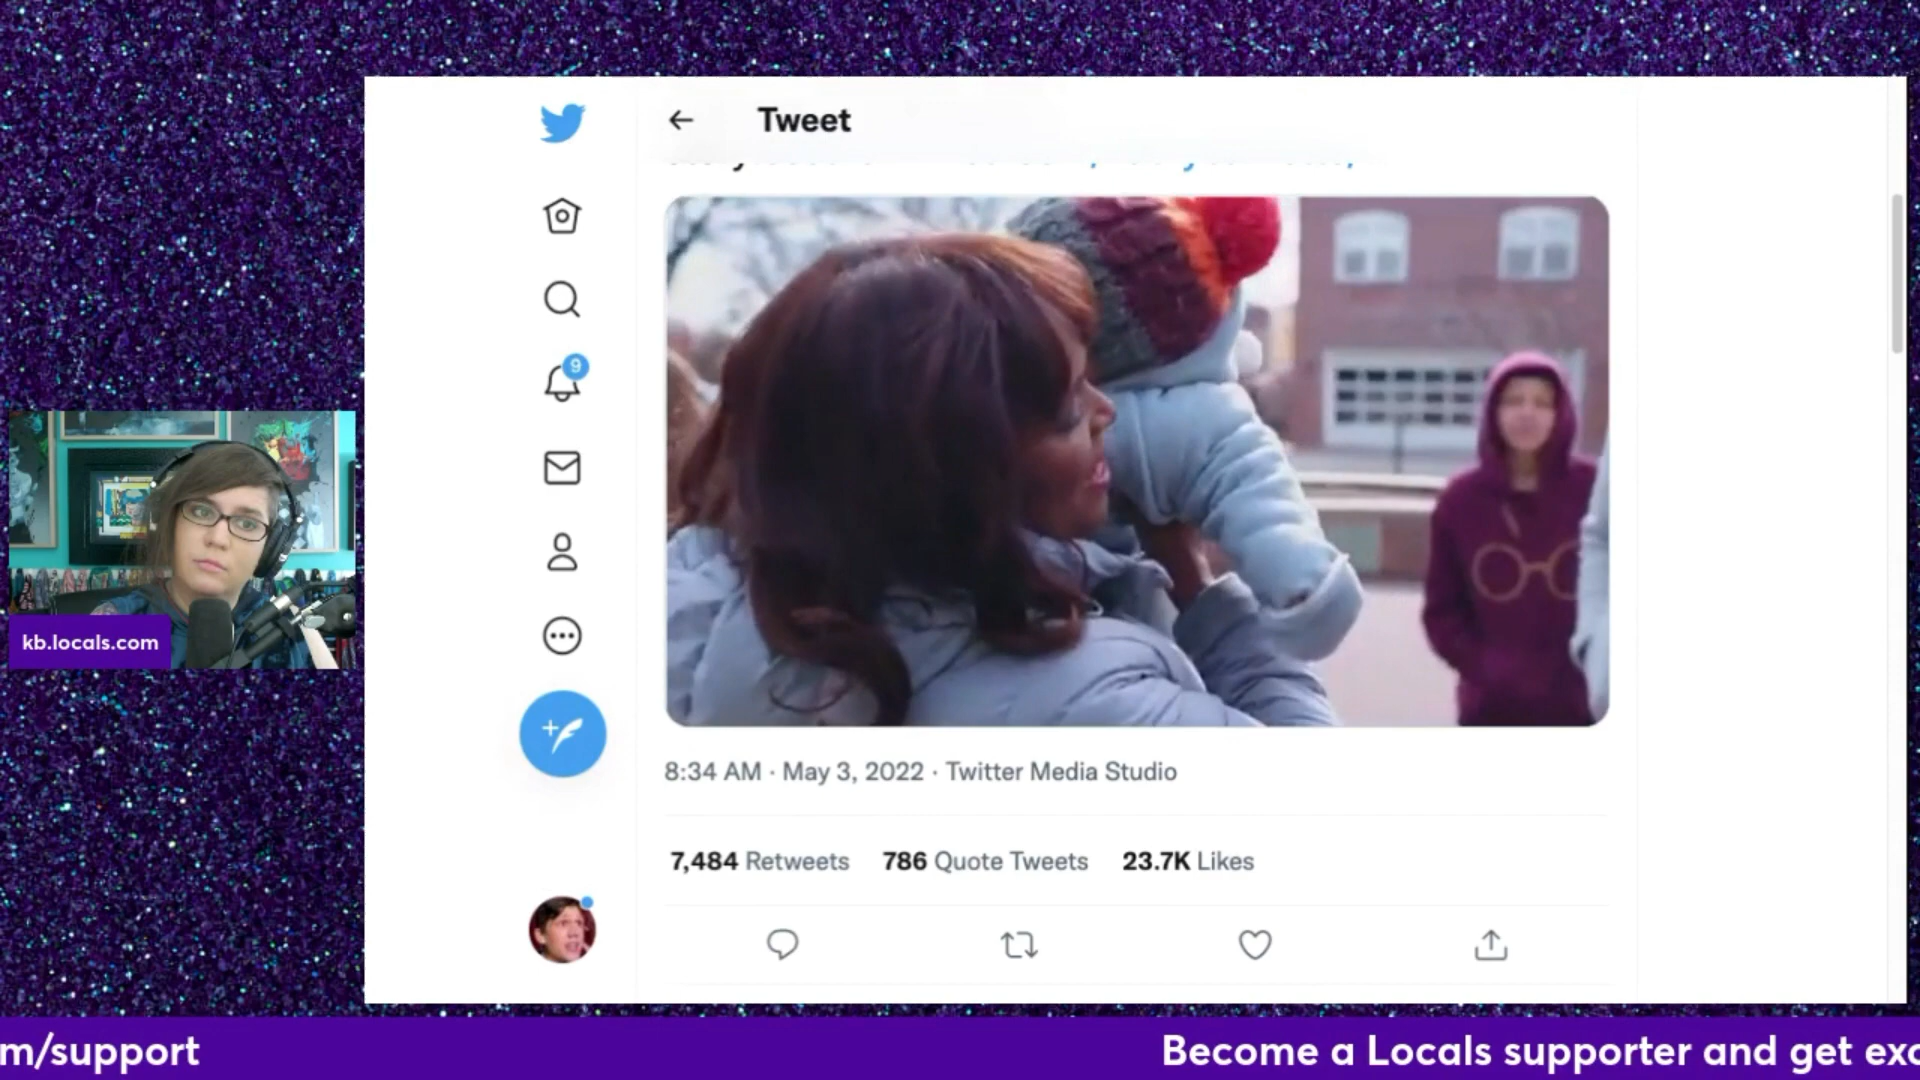 Tweet
9
8:34 AM · May 3, 2022 · Twitter Media Studio
7,484 Retweets 786 Quote Tweets 23.7K Likes
kb.locals.com
m/support
Become a Locals supporter and get exc